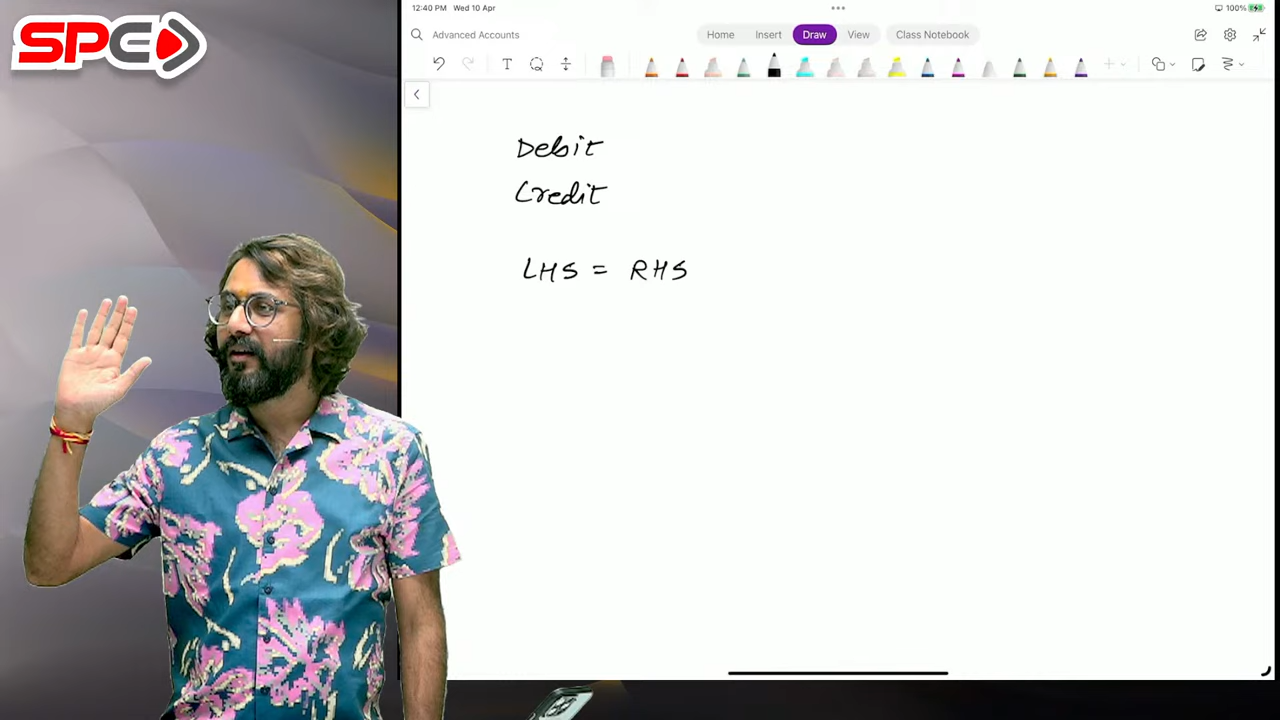 SPC
12:40 PM Wed 10 Apr
100%
Advanced Accounts
Home Insert Draw View Class Notebook
Debit
Credit
LHS = RHS